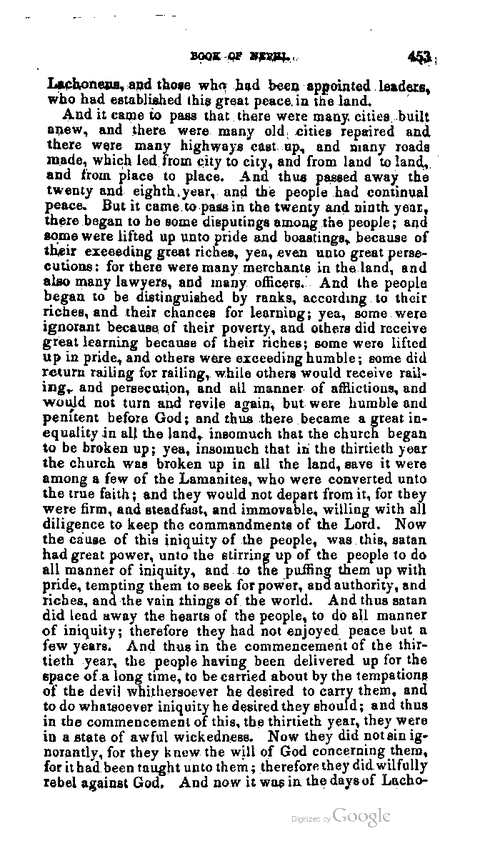 BOOK OF NEPHI. 453
Lachoneus, and those who had been appointed leaders,
who had established this great peace in the land.
And it came to pass that there were many cities built
anew, and there were many old cities repaired and
there were many highways cast up, and many roads
made, which led from city to city, and from land to land,
and from place to place. And thus passed away the
twenty and eighth year, and the people had continual
peace. But it came to pass in the twenty and ninth year,
there began to be some disputings among the people; and
some were lifted up unto pride and boastings, because of
their exceeding great riches, yea, even unto great perse-
cutions: for there were many merchants in the land, and
also many lawyers, and many officers. And the people
began to be distinguished by ranks, according to their
riches, and their chances for learning; yea, some were
ignorant because of their poverty, and others did receive
great learning because of their riches; some were lifted
up in pride, and others were exceeding humble; some did
return railing for railing, while others would receive rail-
ing, and persecution, and all manner of afflictions, and
would not turn and revile again, but were humble and
penitent before God; and thus there became a great in-
equality in all the land, insomuch that the church began
to be broken up; yea, insomuch that in the thirtieth year
the church was broken up in all the land, save it were
among a few of the Lamanites, who were converted unto
the true faith; and they would not depart from it, for they
were firm, and steadfast, and immovable, willing with all
diligence to keep the commandments of the Lord. Now
the cause of this iniquity of the people, was this, satan
had great power, unto the stirring up of the people to do
all manner of iniquity, and to the puffing them up with
pride, tempting them to seek for power, and authority, and
riches, and the vain things of the world. And thus satan
did lead away the hearts of the people, to do all manner
of iniquity; therefore they had not enjoyed peace but a
few years. And thus in the commencement of the thir-
tieth year, the people having been delivered up for the
space of a long time, to be carried about by the temptations
of the devil whithersoever he desired to carry them, and
to do whatsoever iniquity he desired they should; and thus
in the commencement of this, the thirtieth year, they were
in a state of awful wickedness. Now they did not sin ig-
norantly, for they knew the will of God concerning them,
for it had been taught unto them; therefore they did wilfully
rebel against God. And now it was in the days of Lacho-
Digitized by Google